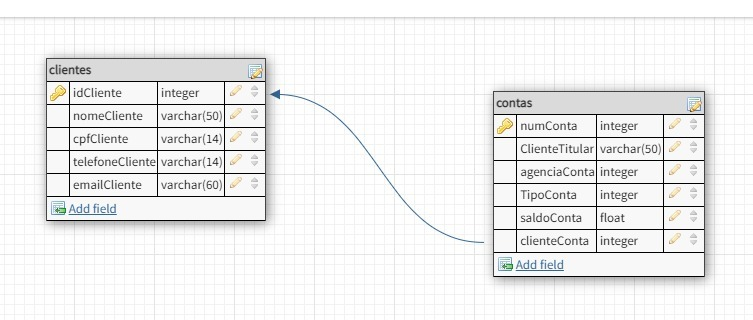 clientes
idCliente integer
nomeCliente varchar(50)
cpfCliente varchar(14)
telefoneCliente varchar(14)
emailCliente varchar(60)
Add field
contas
numConta integer
ClienteTitular varchar(50)
agenciaConta integer
TipoConta integer
saldoConta float
clienteConta integer
Add field